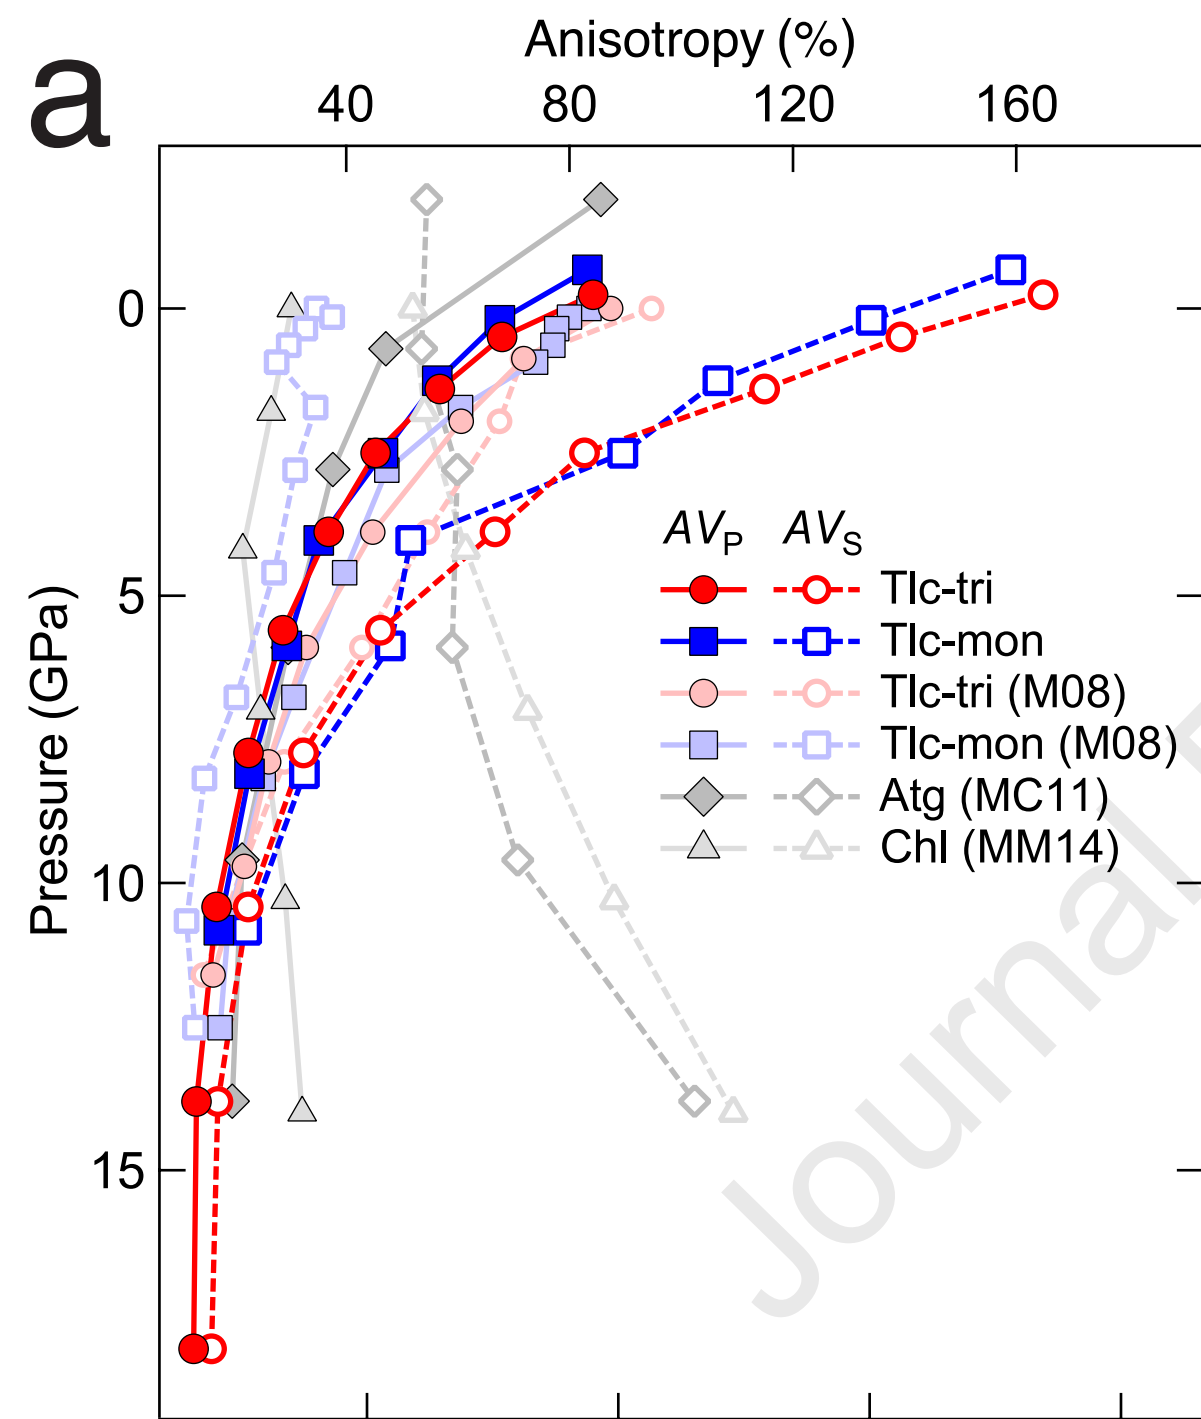 a
Anisotropy (%)
40 80 120 160
0
5
10
15
Pressure (GPa)
AVP AVS
Tlc-tri
Tlc-mon
Tlc-tri (M08)
Tlc-mon (M08)
Atg (MC11)
Chl (MM14)
Journal